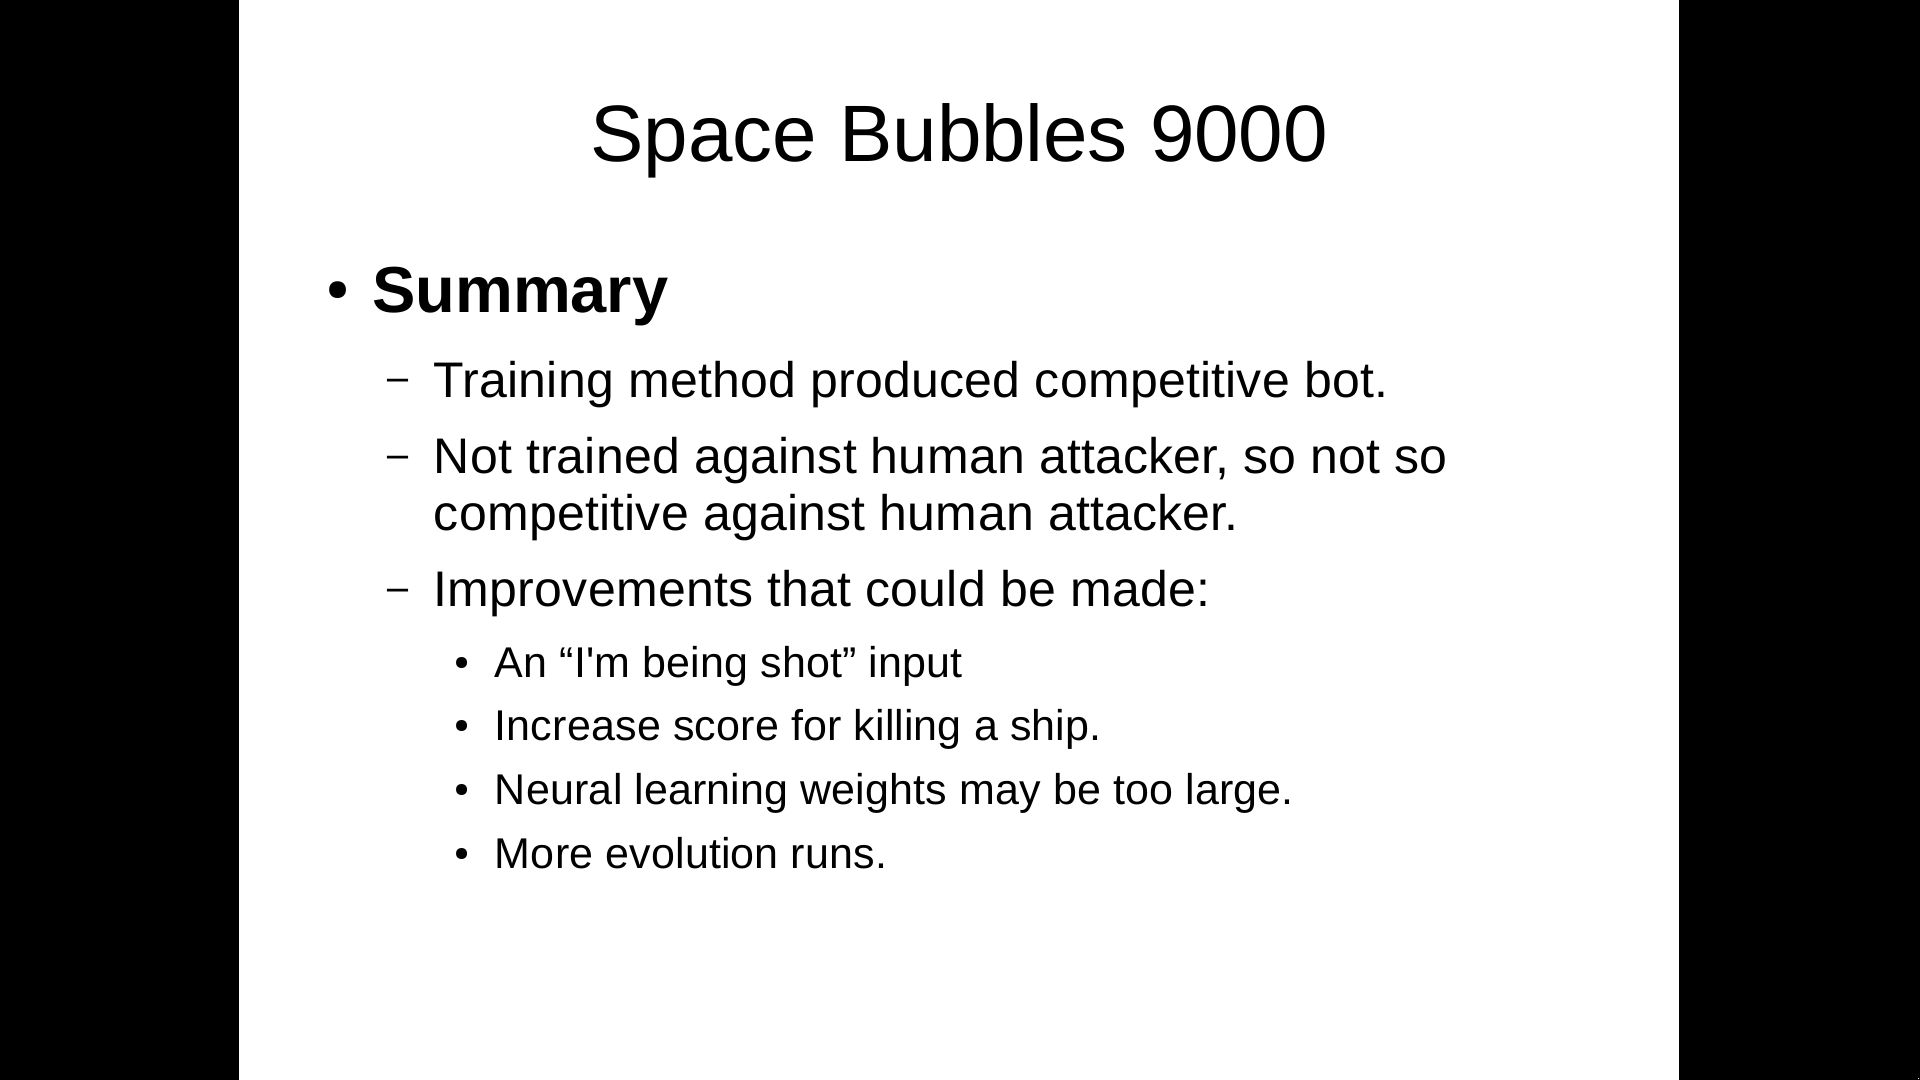 Space Bubbles 9000
• Summary
– Training method produced competitive bot.
– Not trained against human attacker, so not so
competitive against human attacker.
– Improvements that could be made:
• An “I'm being shot” input
• Increase score for killing a ship.
• Neural learning weights may be too large.
• More evolution runs.